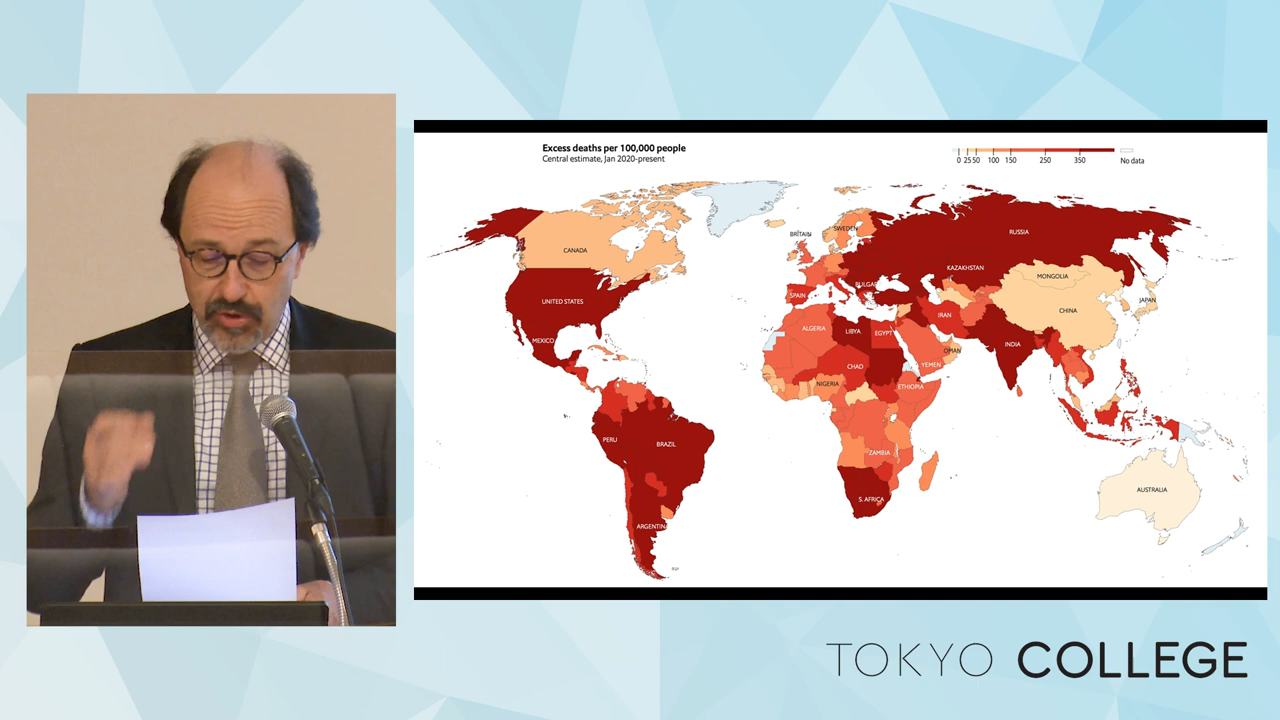 Excess deaths per 100,000 people
Central estimate, Jan 2020-present
0 25 50 100 150 250 350
No data
CANADA
UNITED STATES
MEXICO
PERU
BRAZIL
ARGENTIN
BRITAIN
SWEDEN
RUSSIA
SPAIN
BULGAR
KAZAKHSTAN
MONGOLIA
CHINA
JAPAN
ALGERIA
LIBYA
EGYPT
IRAN
OMAN
INDIA
CHAD
YEMEN
NIGERIA
ETHIOPIA
ZAMBIA
S. AFRICA
AUSTRALIA
TOKYO COLLEGE